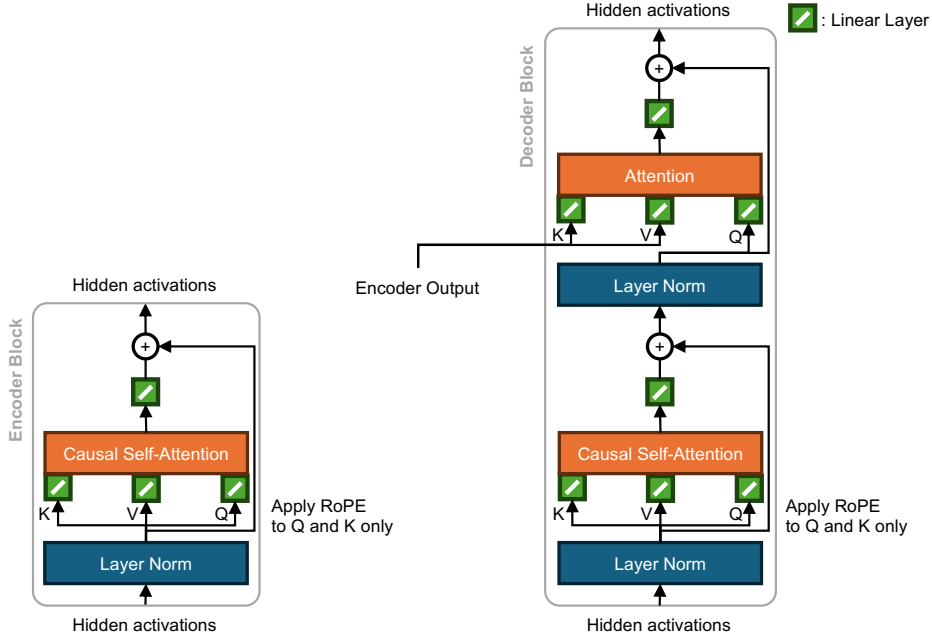 Hidden activations
: Linear Layer
Decoder Block
Attention
K
V
Q
Encoder Output
Layer Norm
Hidden activations
Encoder Block
Causal Self-Attention
K
V
Q
Apply RoPE
to Q and K only
Layer Norm
Hidden activations
Causal Self-Attention
K
V
Q
Apply RoPE
to Q and K only
Layer Norm
Hidden activations